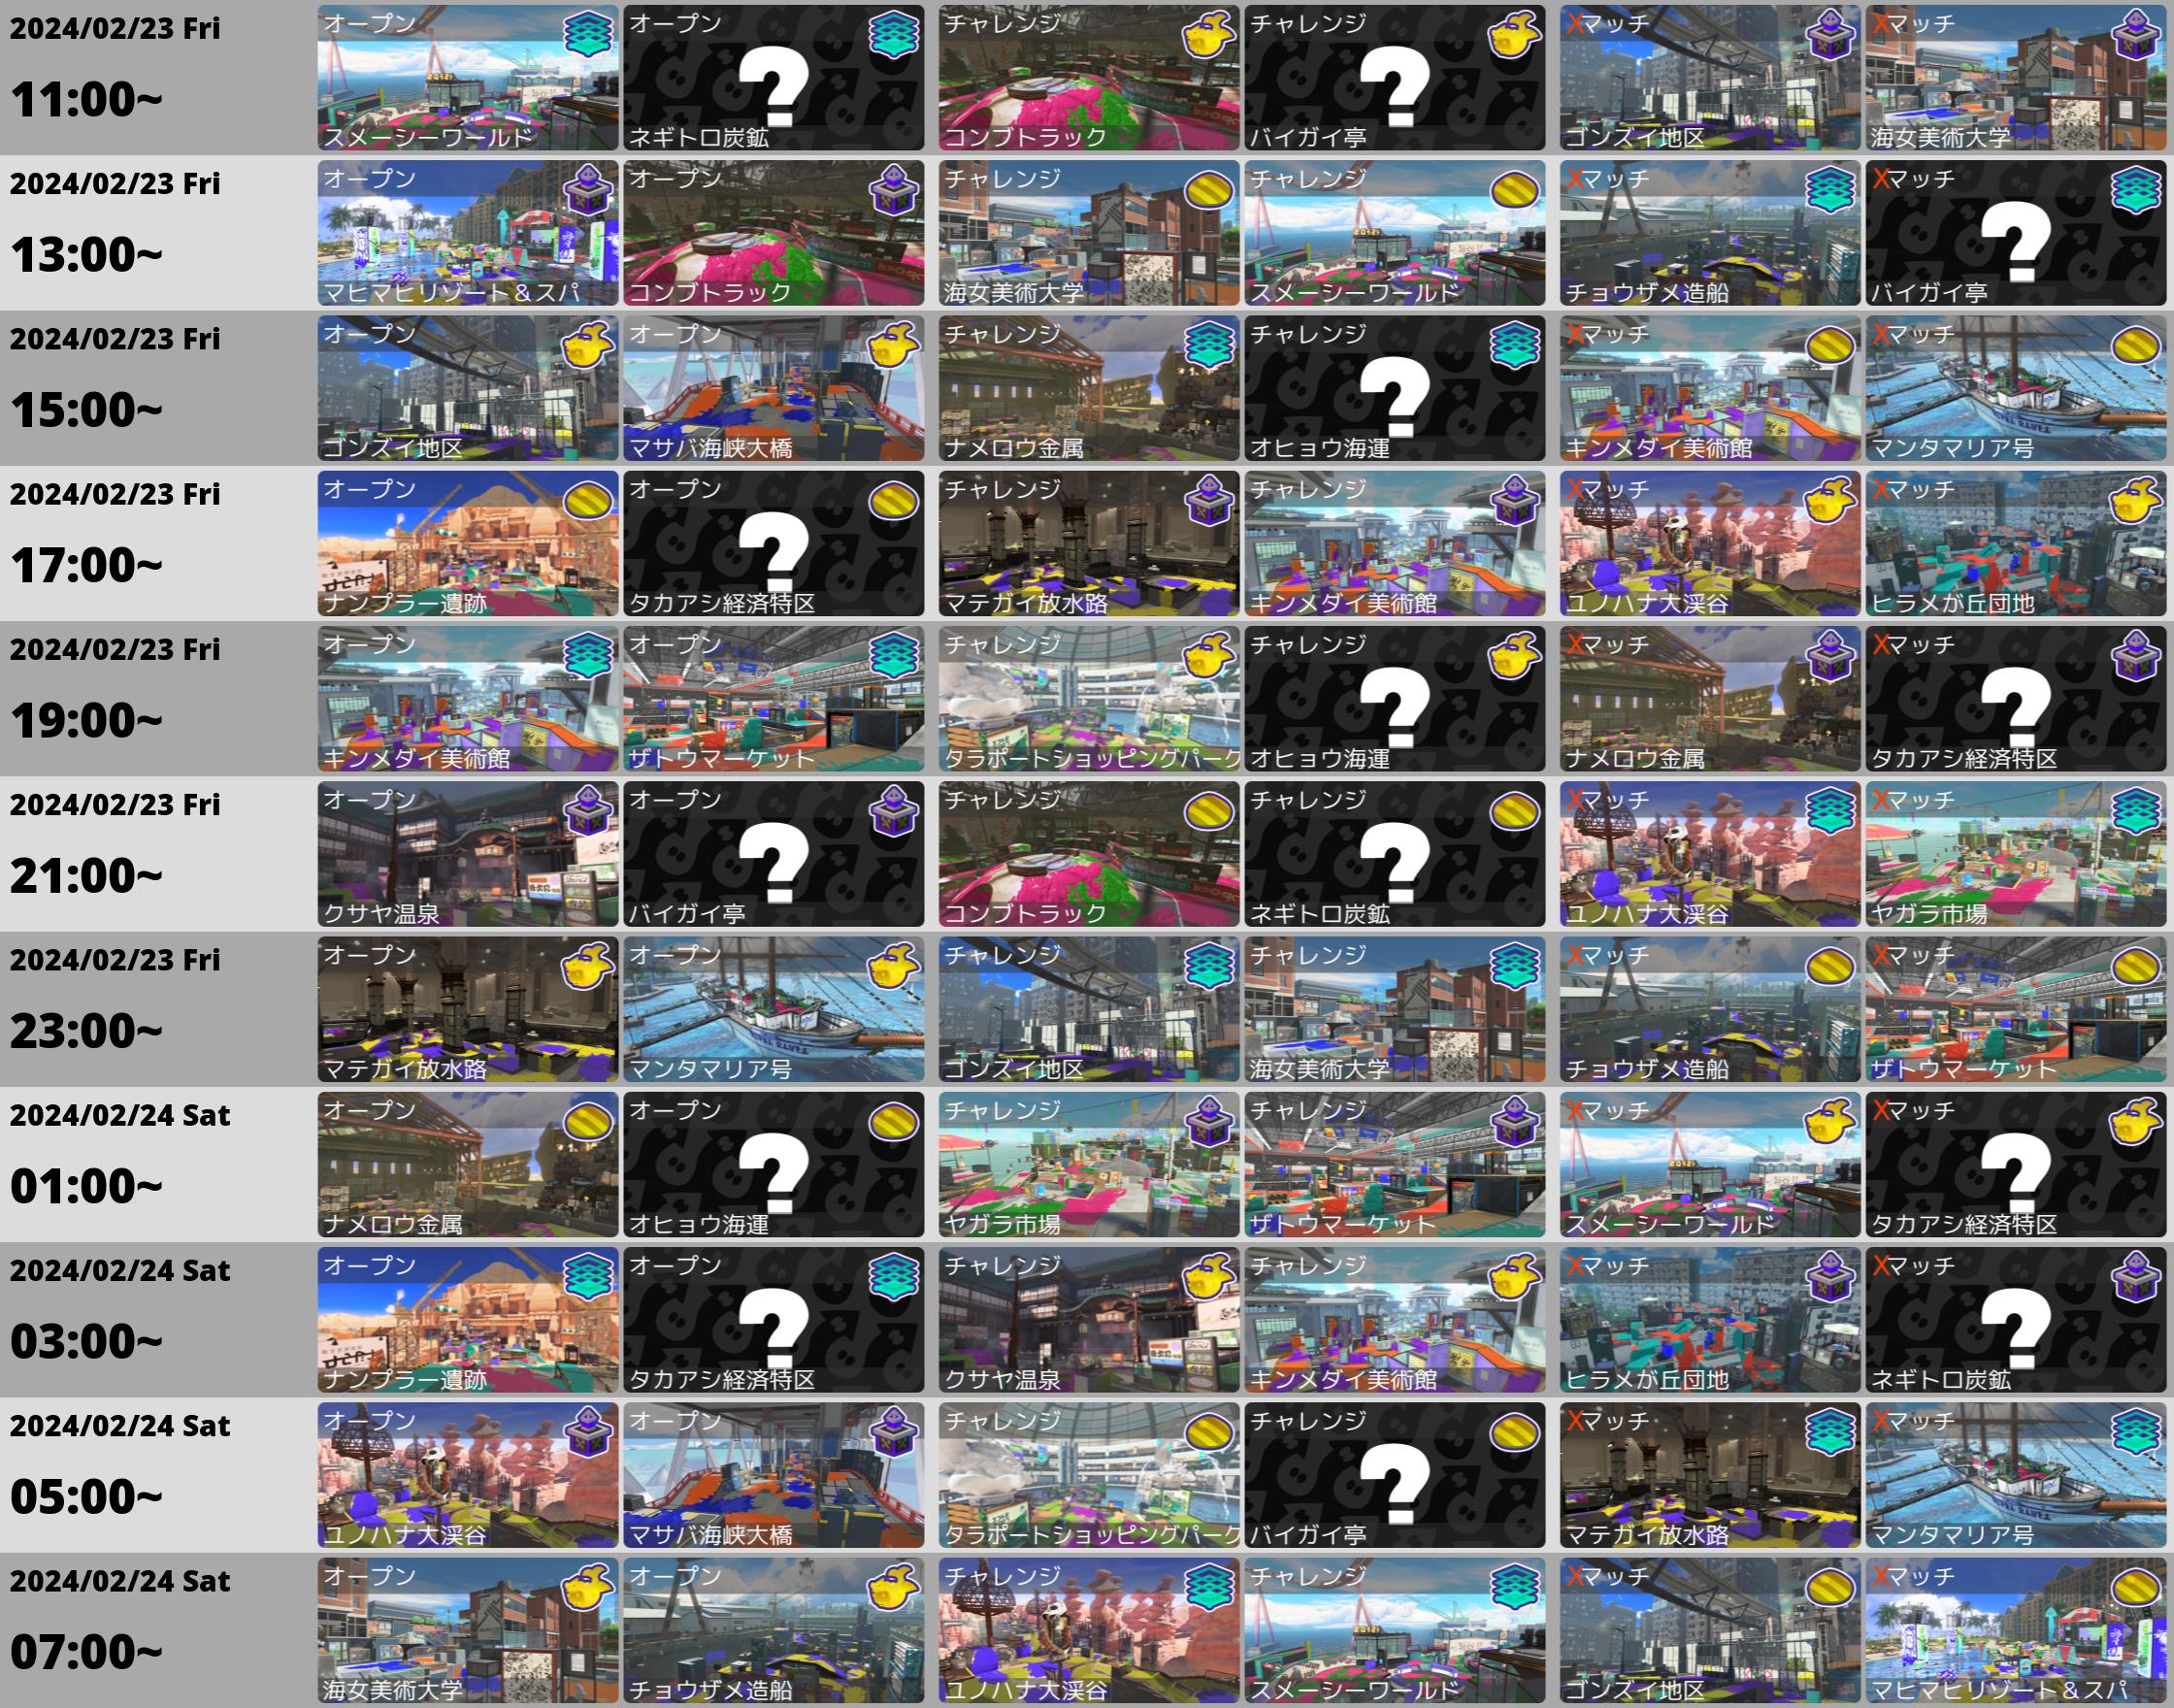 2024/02/23 Fri
11:00~
オープン
スメーシーワールド
オープン
ネギトロ炭鉱
チャレンジ
コンブトラック
チャレンジ
バイガイ亭
Xマッチ
ゴンズイ地区
Xマッチ
海女美術大学
2024/02/23 Fri
13:00~
オープン
マヒマヒリゾート＆スパ
オープン
コンブトラック
チャレンジ
海女美術大学
チャレンジ
スメーシーワールド
Xマッチ
チョウザメ造船
Xマッチ
バイガイ亭
2024/02/23 Fri
15:00~
オープン
ゴンズイ地区
オープン
マサバ海峡大橋
チャレンジ
ナメロウ金属
チャレンジ
オヒョウ海運
Xマッチ
キンメダイ美術館
Xマッチ
マンタマリア号
2024/02/23 Fri
17:00~
オープン
ナンプラー遺跡
オープン
タカアシ経済特区
チャレンジ
マテガイ放水路
チャレンジ
キンメダイ美術館
Xマッチ
ユノハナ大渓谷
Xマッチ
ヒラメが丘団地
2024/02/23 Fri
19:00~
オープン
キンメダイ美術館
オープン
ザトウマーケット
チャレンジ
タラポートショッピングパーク
チャレンジ
オヒョウ海運
Xマッチ
ナメロウ金属
Xマッチ
タカアシ経済特区
2024/02/23 Fri
21:00~
オープン
クサヤ温泉
オープン
バイガイ亭
チャレンジ
コンブトラック
チャレンジ
ネギトロ炭鉱
Xマッチ
ユノハナ大渓谷
Xマッチ
ヤガラ市場
2024/02/23 Fri
23:00~
オープン
マテガイ放水路
オープン
マンタマリア号
チャレンジ
ゴンズイ地区
チャレンジ
海女美術大学
Xマッチ
チョウザメ造船
Xマッチ
ザトウマーケット
2024/02/24 Sat
01:00~
オープン
ナメロウ金属
オープン
オヒョウ海運
チャレンジ
ヤガラ市場
チャレンジ
ザトウマーケット
Xマッチ
スメーシーワールド
Xマッチ
タカアシ経済特区
2024/02/24 Sat
03:00~
オープン
ナンプラー遺跡
オープン
タカアシ経済特区
チャレンジ
クサヤ温泉
チャレンジ
キンメダイ美術館
Xマッチ
ヒラメが丘団地
Xマッチ
ネギトロ炭鉱
2024/02/24 Sat
05:00~
オープン
ユノハナ大渓谷
オープン
マサバ海峡大橋
チャレンジ
タラポートショッピングパーク
チャレンジ
バイガイ亭
Xマッチ
マテガイ放水路
Xマッチ
マンタマリア号
2024/02/24 Sat
07:00~
オープン
海女美術大学
オープン
チョウザメ造船
チャレンジ
ユノハナ大渓谷
チャレンジ
スメーシーワールド
Xマッチ
ゴンズイ地区
Xマッチ
マヒマヒリゾート＆スパ